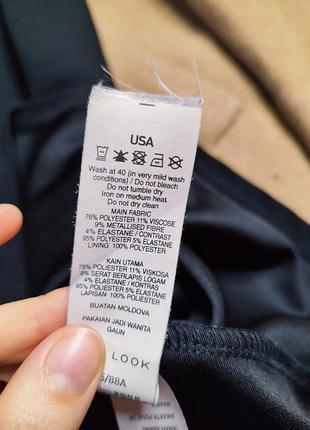 USA
Wash at 40 (in very mild wash
conditions) / Do not bleach
Do not tumble dry
Iron on medium heat
Do not dry clean
MAIN FABRIC
76% POLYESTER 11% VISCOSE
9% METALLISED FIBRE
4% ELASTANE / CONTRAST
95% POLYESTER 5% ELASTANE
LINING 100% POLYESTER
KAIN UTAMA
76% POLIESTER 11% VISKOSA
9% SERAT BERLAPIS LOGAM
4% ELASTANE / KONTRAS
95% POLIESTER 5% ELASTANE
LAPISAN 100% POLYESTER
BUATAN MOLDOVA
PAKAIAN JADI WANITA
GAUN
LOOK
/88A